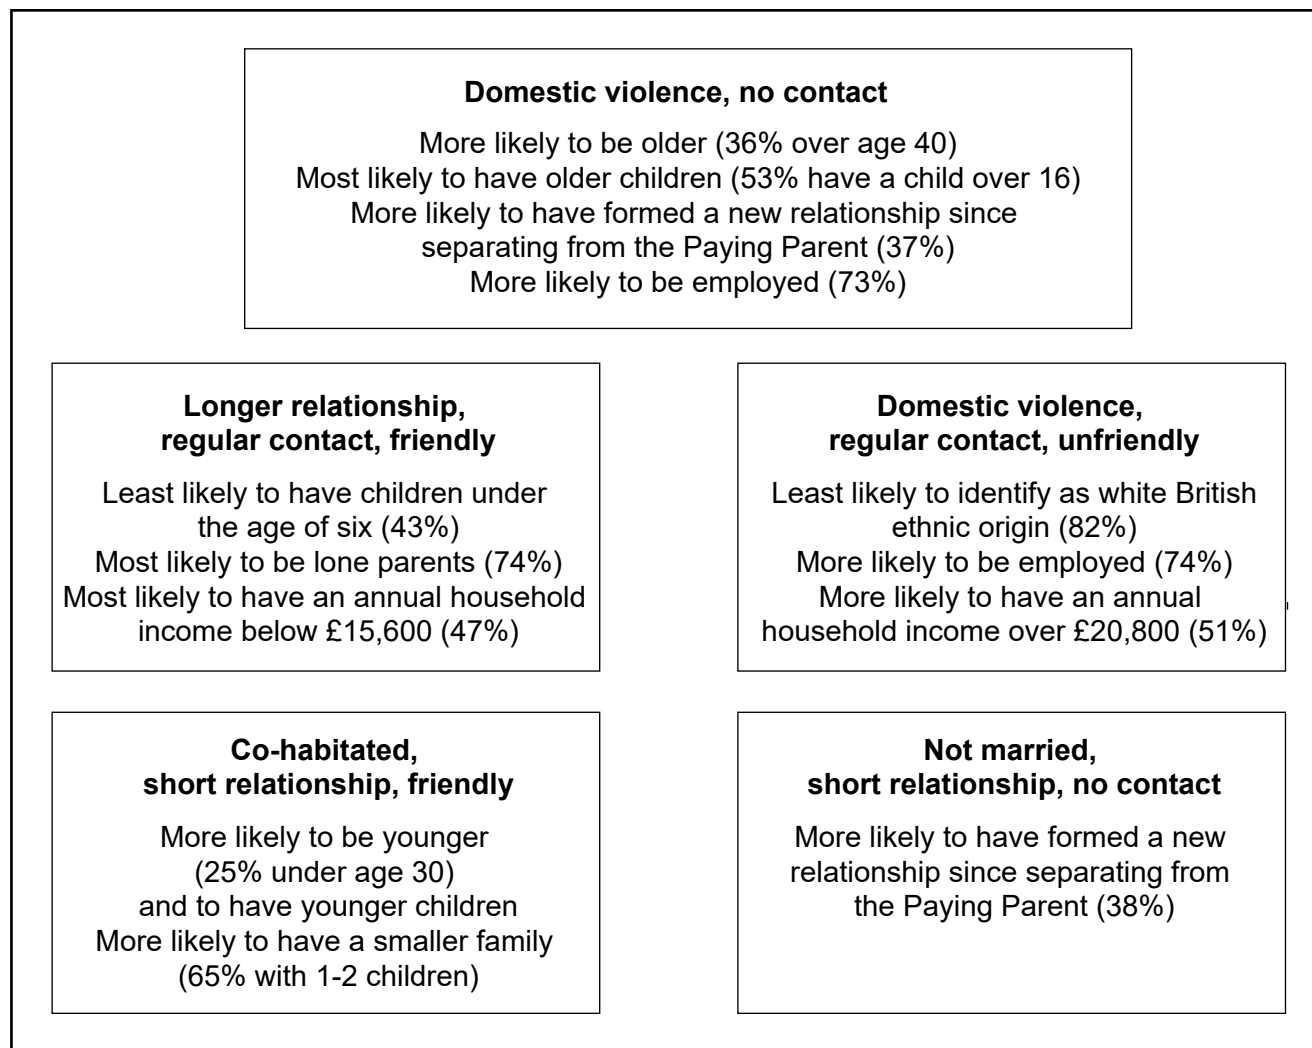 Domestic violence, no contact
More likely to be older (36% over age 40)
Most likely to have older children (53% have a child over 16)
More likely to have formed a new relationship since
separating from the Paying Parent (37%)
More likely to be employed (73%)
Longer relationship,
regular contact, friendly
Least likely to have children under
the age of six (43%)
Most likely to be lone parents (74%)
Most likely to have an annual household
income below £15,600 (47%)
Domestic violence,
regular contact, unfriendly
Least likely to identify as white British
ethnic origin (82%)
More likely to be employed (74%)
More likely to have an annual
household income over £20,800 (51%)
Co-habitated,
short relationship, friendly
More likely to be younger
(25% under age 30)
and to have younger children
More likely to have a smaller family
(65% with 1-2 children)
Not married,
short relationship, no contact
More likely to have formed a new
relationship since separating from
the Paying Parent (38%)